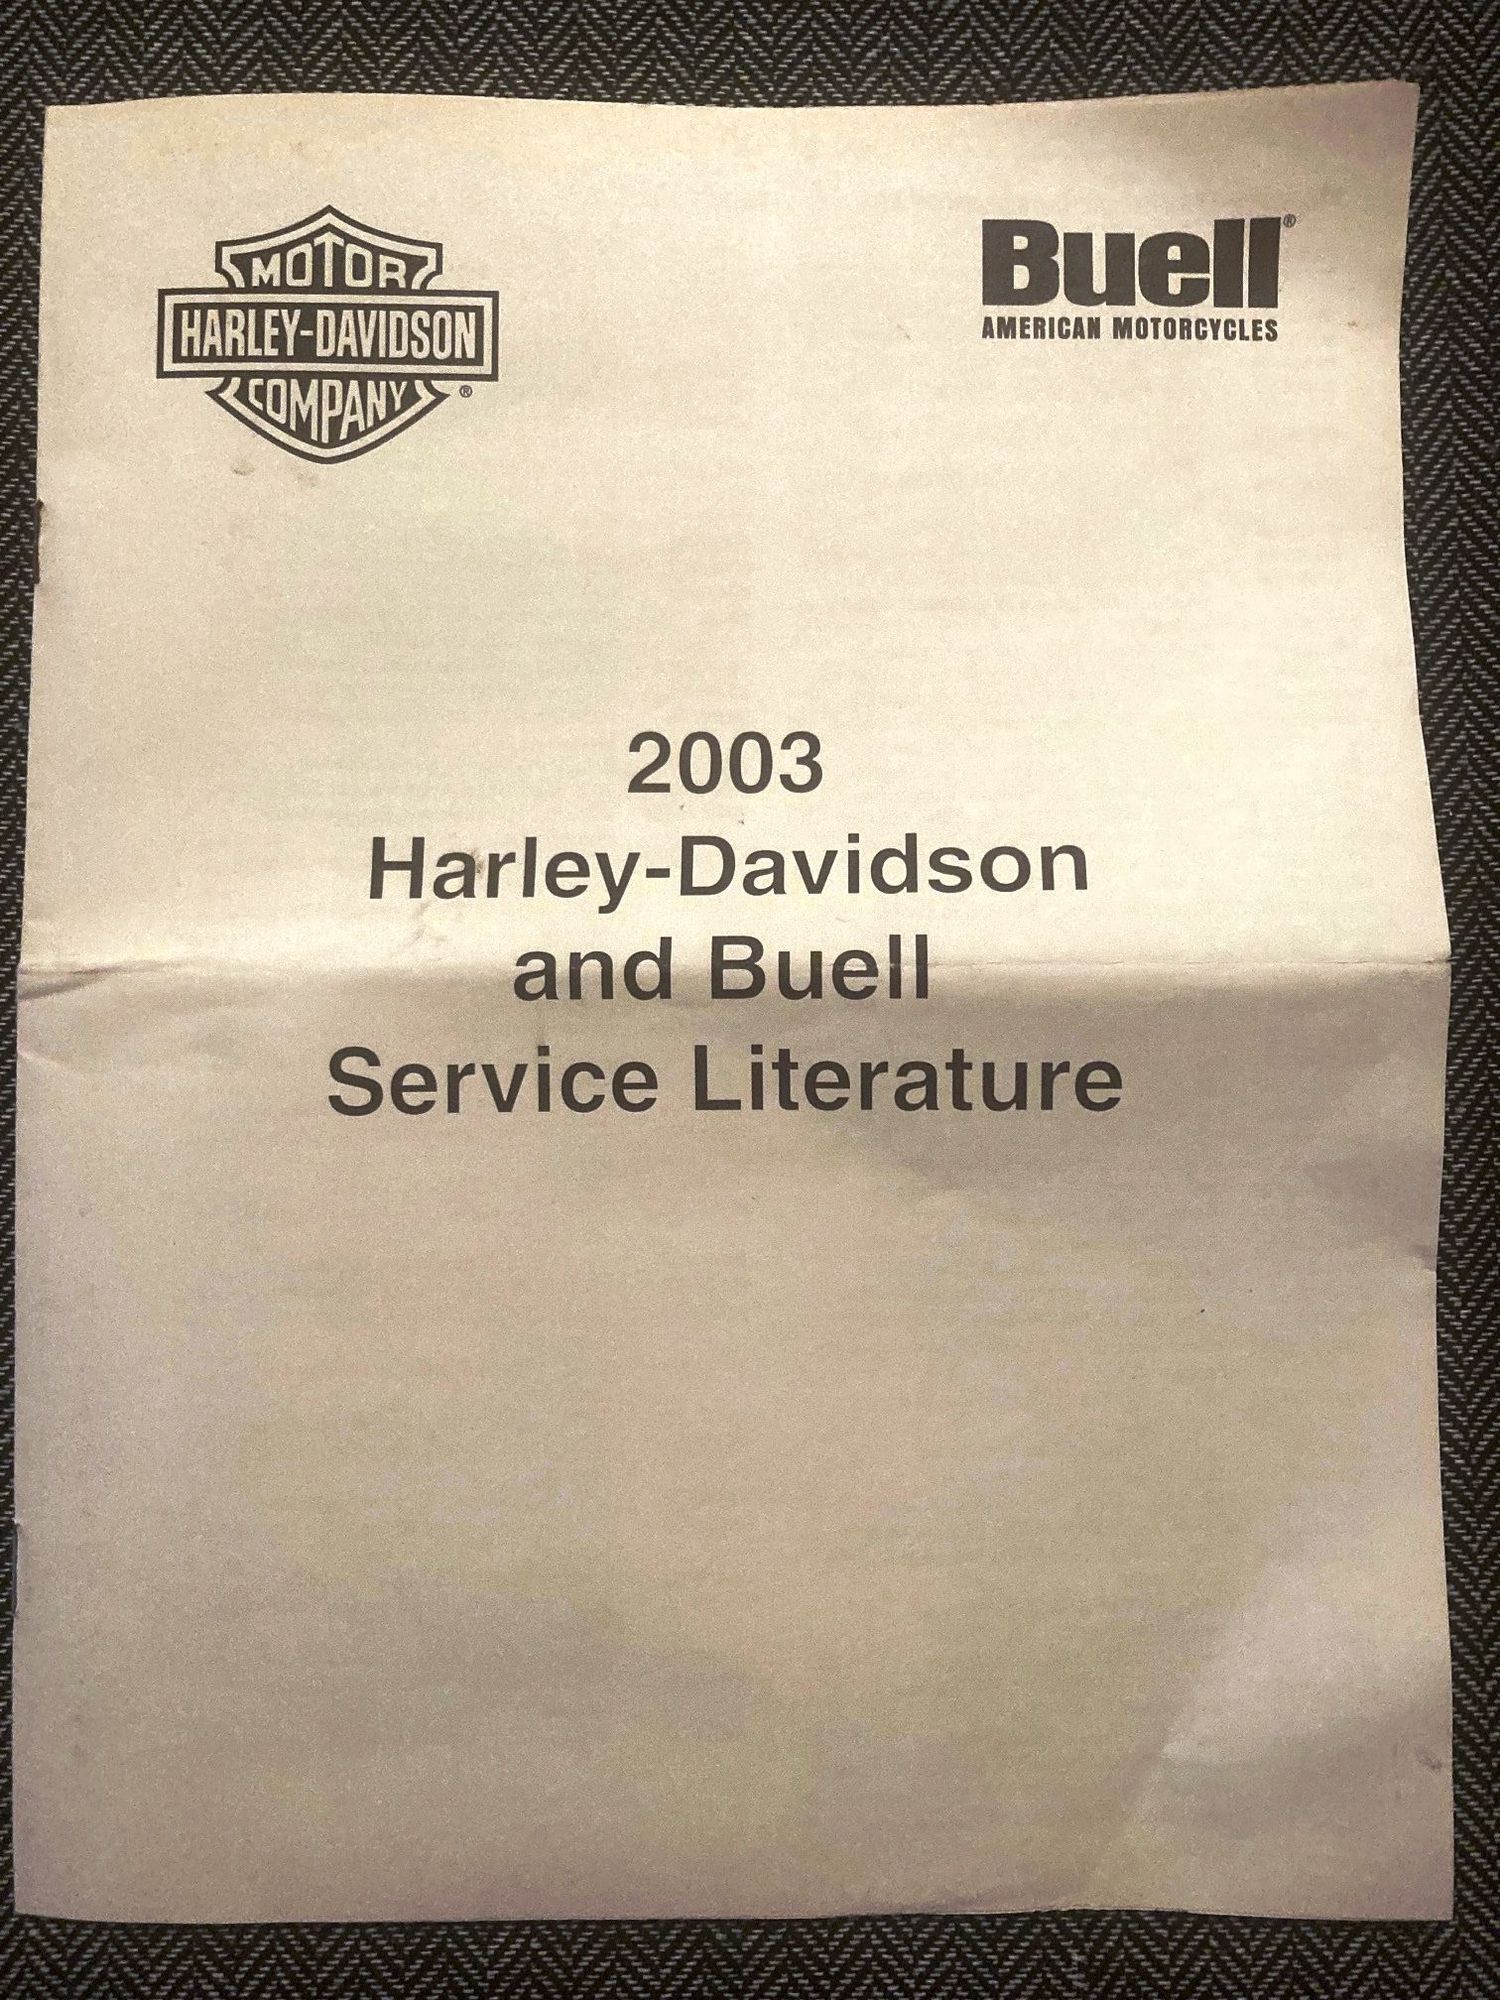 MOTOR
HARLEY-DAVIDSON
COMPANY ®
Buell®
AMERICAN MOTORCYCLES
2003
Harley-Davidson
and Buell
Service Literature